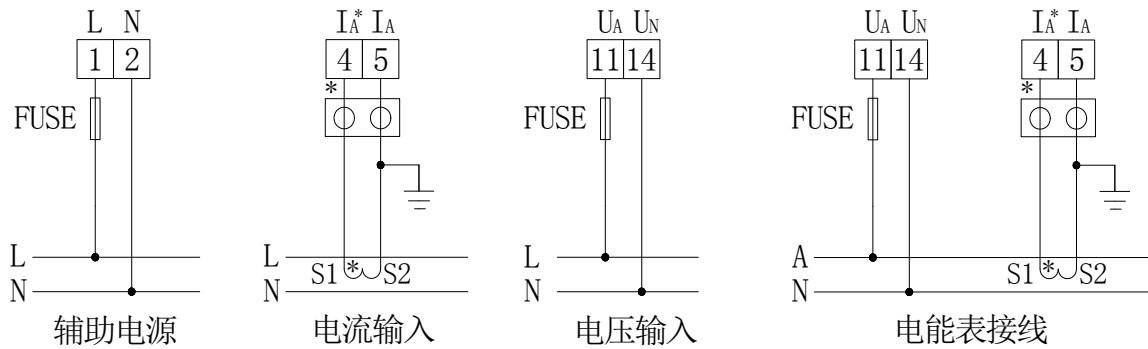 L N
1 2
FUSE
L
N
辅助电源
IA* IA
4 5
*
L
S1 * S2
N
电流输入
UA UN
11 14
FUSE
L
N
电压输入
UA UN IA* IA
11 14 4 5
*
FUSE
A
S1 * S2
N
电能表接线